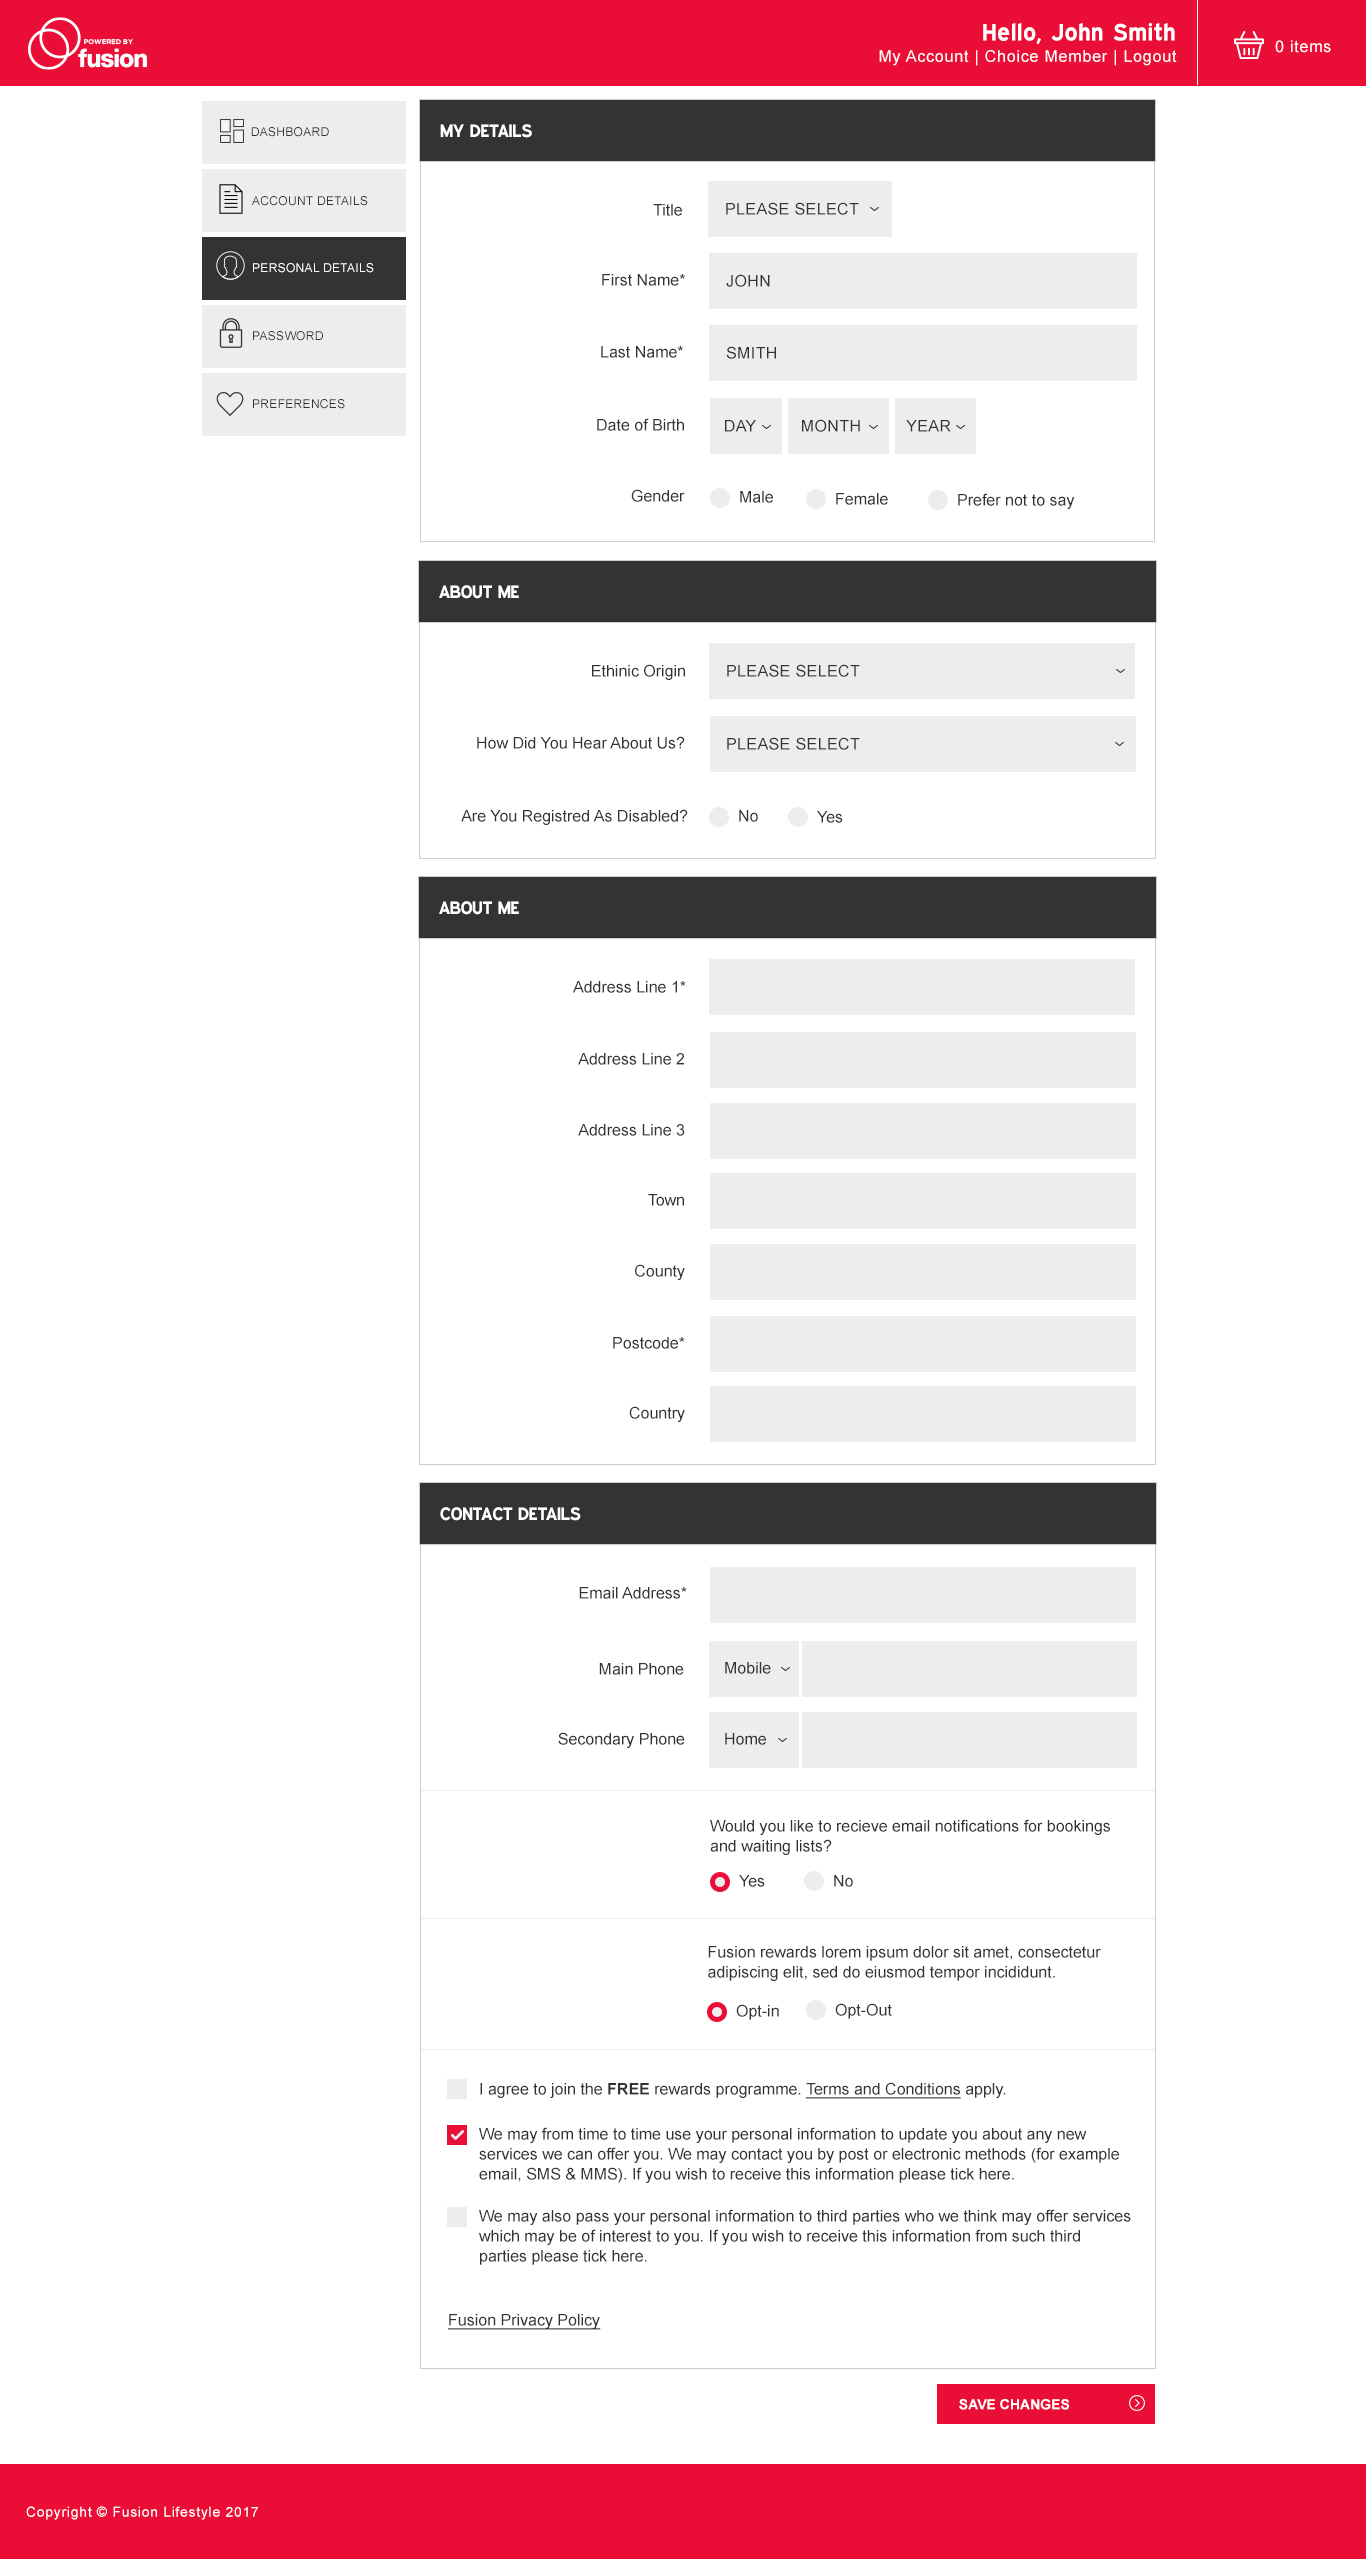 POWERED BY
fusion
Hello, John Smith
My Account | Choice Member | Logout
0 items
DASHBOARD
ACCOUNT DETAILS
PERSONAL DETAILS
PASSWORD
PREFERENCES
MY DETAILS
Title PLEASE SELECT
First Name* JOHN
Last Name* SMITH
Date of Birth DAY MONTH YEAR
Gender Male Female Prefer not to say
ABOUT ME
Ethinic Origin PLEASE SELECT
How Did You Hear About Us? PLEASE SELECT
Are You Registred As Disabled? No Yes
ABOUT ME
Address Line 1*
Address Line 2
Address Line 3
Town
County
Postcode*
Country
CONTACT DETAILS
Email Address*
Main Phone Mobile
Secondary Phone Home
Would you like to recieve email notifications for bookings
and waiting lists?
Yes No
Fusion rewards lorem ipsum dolor sit amet, consectetur
adipiscing elit, sed do eiusmod tempor incididunt.
Opt-in Opt-Out
I agree to join the FREE rewards programme. Terms and Conditions apply.
We may from time to time use your personal information to update you about any new
services we can offer you. We may contact you by post or electronic methods (for example
email, SMS & MMS). If you wish to receive this information please tick here.
We may also pass your personal information to third parties who we think may offer services
which may be of interest to you. If you wish to receive this information from such third
parties please tick here.
Fusion Privacy Policy
SAVE CHANGES
Copyright © Fusion Lifestyle 2017